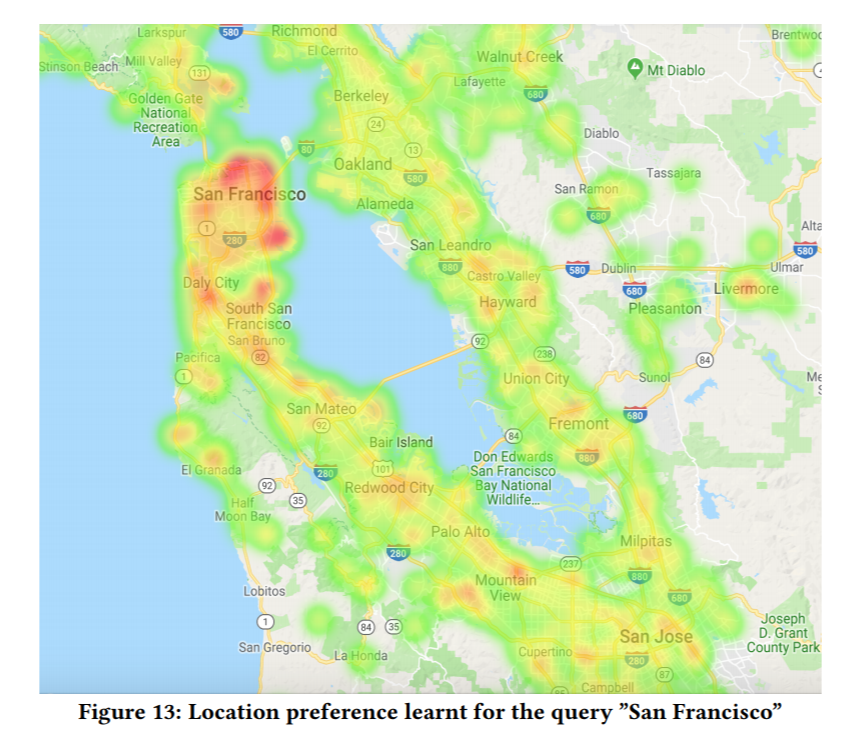 Larkspur
580
Richmond
Brentwoo
Stinson Beach
Mill Valley
El Cerrito
Walnut Creek
131
Lafayette
Mt Diablo
Golden Gate
National
Recreation
Area
Berkeley
680
24
Diablo
80
13
Oakland
580
Tassajara
San Francisco
San Ramon
Alameda
680
1
280
San Leandro
Alta
580
880
Castro Valley
580
Dublin
Ulmar
Daly City
680
Livermore
Hayward
Pleasanton
South San
Francisco
San Bruno
92
82
238
Pacifica
84
1
Union City
Sunol
Me
San Mateo
680
92
Fremont
Bair Island
84
880
El Granada
101
280
Don Edwards
San Francisco
Bay National
Wildlife...
92
35
Redwood City
Half
Moon Bay
Palo Alto
Milpitas
280
237
880
Lobitos
Mountain
View
680
1
84
35
San Jose
Joseph
D. Grant
County Park
San Gregorio
La Honda
Cupertino
280
87
Campbell
Figure 13: Location preference learnt for the query ”San Francisco”